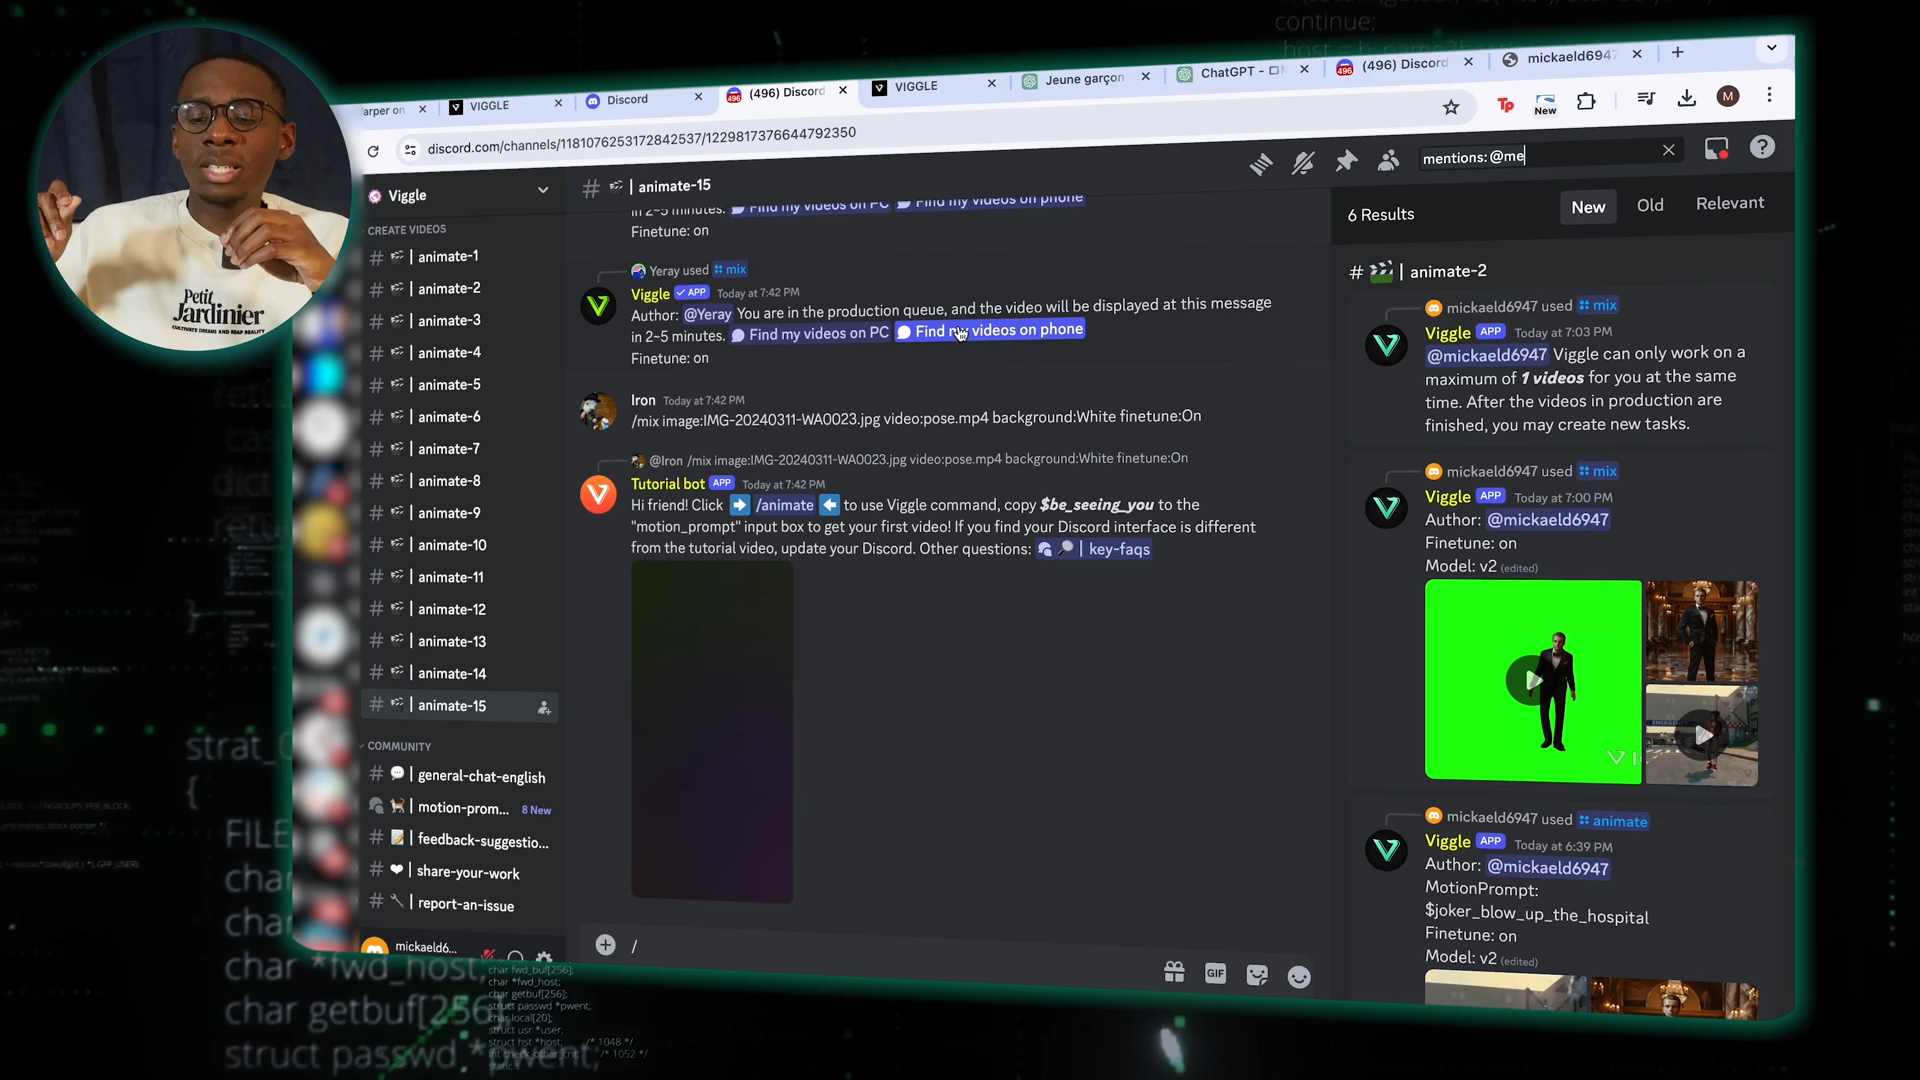 continue;
Petit
Jardinier
CULTIVATE DREAMS AND REAP REALITY
arper on
VIGGLE
Discord
(496) Discord
VIGGLE
Jeune garçon
ChatGPT -
(496) Discord
mickaeld6947
discord.com/channels/1181076253172842537/1229817376644792350
Tp
New
M
Viggle
CREATE VIDEOS
# | animate-1
# | animate-2
# | animate-3
# | animate-4
# | animate-5
# | animate-6
# | animate-7
# | animate-8
# | animate-9
# | animate-10
# | animate-11
# | animate-12
# | animate-13
# | animate-14
# | animate-15
COMMUNITY
# | general-chat-english
| motion-prom... 8 New
# | feedback-suggestio...
# | share-your-work
# | report-an-issue
mickaeld6...
# | animate-15
in 2~5 minutes. Find my videos on PC Find my videos on phone
Finetune: on
Yeray used mix
Viggle ✓ APP Today at 7:42 PM
Author: @Yeray You are in the production queue, and the video will be displayed at this message
in 2~5 minutes. Find my videos on PC Find my videos on phone
Finetune: on
Iron Today at 7:42 PM
/mix image:IMG-20240311-WA0023.jpg video:pose.mp4 background:White finetune:On
@Iron /mix image:IMG-20240311-WA0023.jpg video:pose.mp4 background:White finetune:On
Tutorial bot APP Today at 7:42 PM
Hi friend! Click ➡ /animate ⬅ to use Viggle command, copy $be_seeing_you to the
"motion_prompt" input box to get your first video! If you find your Discord interface is different
from the tutorial video, update your Discord. Other questions: | key-faqs
/
GIF
mentions: @me
6 Results
New
Old
Relevant
# | animate-2
mickaeld6947 used mix
Viggle APP Today at 7:03 PM
@mickaeld6947 Viggle can only work on a
maximum of 1 videos for you at the same
time. After the videos in production are
finished, you may create new tasks.
mickaeld6947 used mix
Viggle APP Today at 7:00 PM
Author: @mickaeld6947
Finetune: on
Model: v2 (edited)
mickaeld6947 used animate
Viggle APP Today at 6:39 PM
Author: @mickaeld6947
MotionPrompt:
$joker_blow_up_the_hospital
Finetune: on
Model: v2 (edited)
{
FILE
char
char
char *fwd_host;
char getbuf[256
struct passwd *pwent;
char fwd_buf[256];
char *fwd_host;
char getbuf[256];
struct passwd *pwent;
char local[20];
struct usr *user;
struct hst *host; /* 1048 */
/* 1052 */